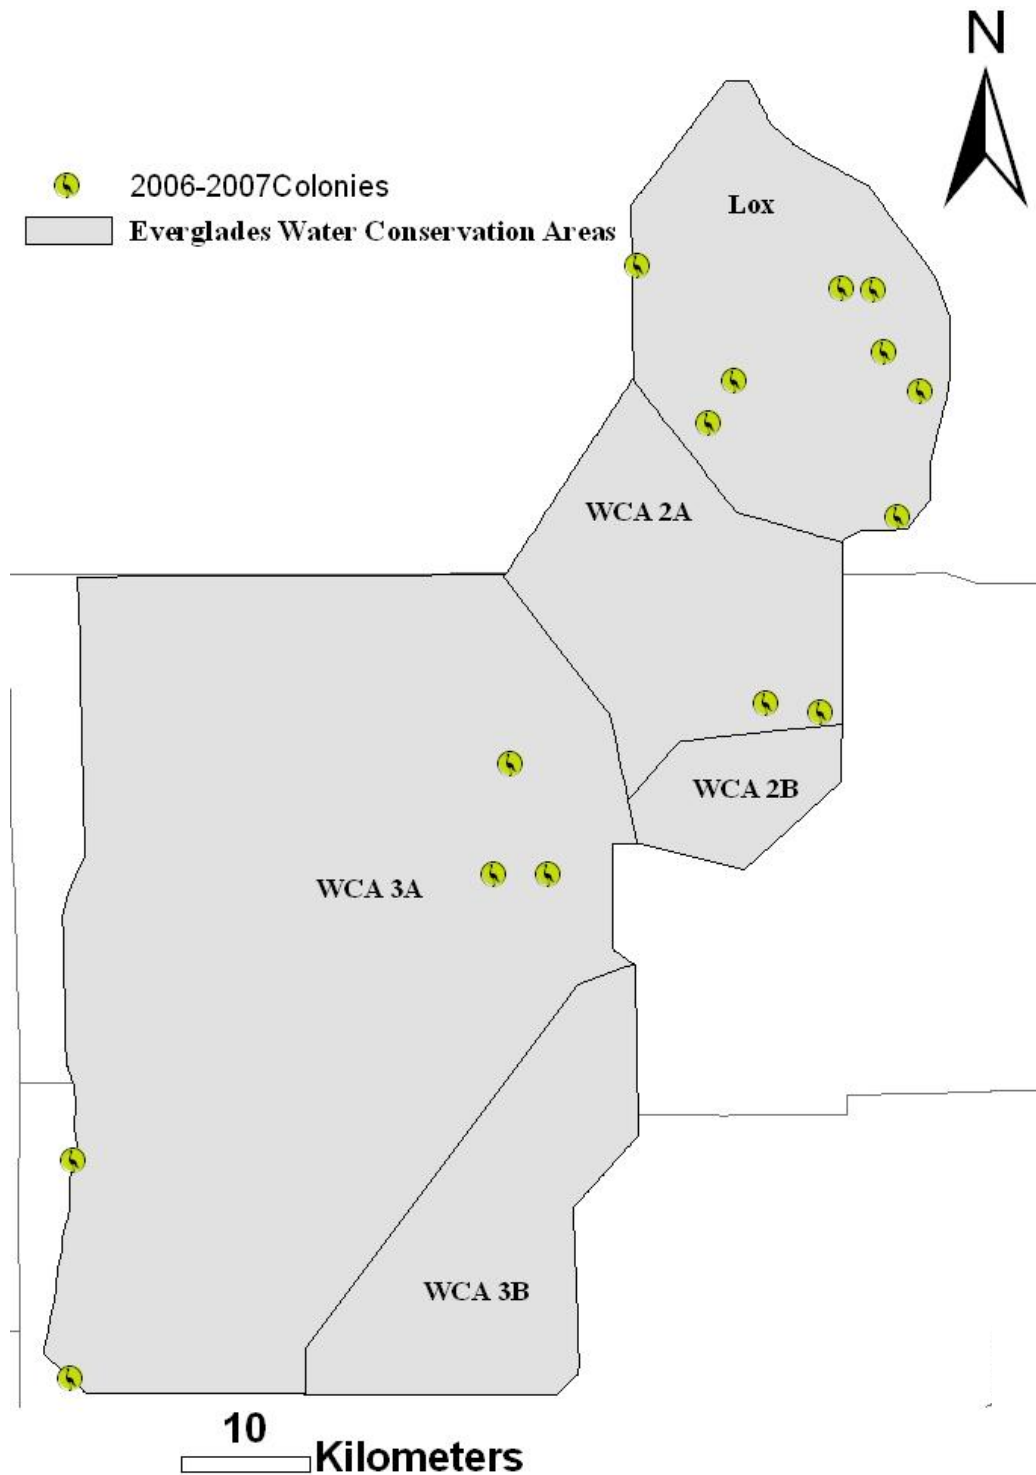 N
2006-2007Colonies
Everglades Water Conservation Areas
Lox
WCA 2A
WCA 2B
WCA 3A
WCA 3B
10
Kilometers